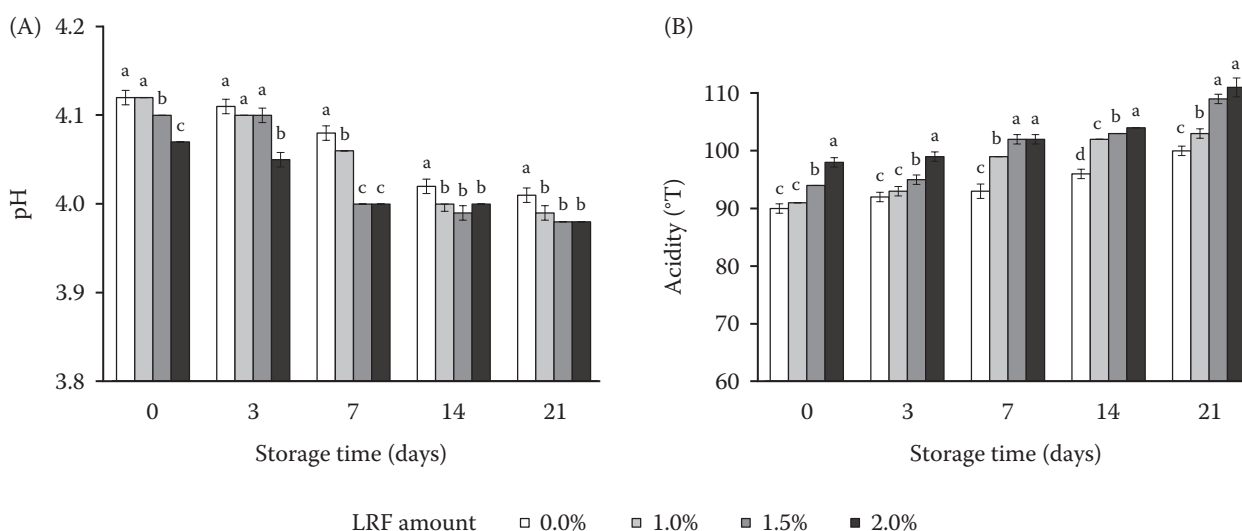 (A)
4.2
4.1
4.0
3.9
3.8
pH
a a b c
a a a b
a b c c
a b b b
a b b b
0 3 7 14 21
Storage time (days)
(B)
110
100
90
80
70
60
Acidity (°T)
c c b a
c c b a
c b a a
d c b a
c b a a
0 3 7 14 21
Storage time (days)
LRF amount 0.0% 1.0% 1.5% 2.0%